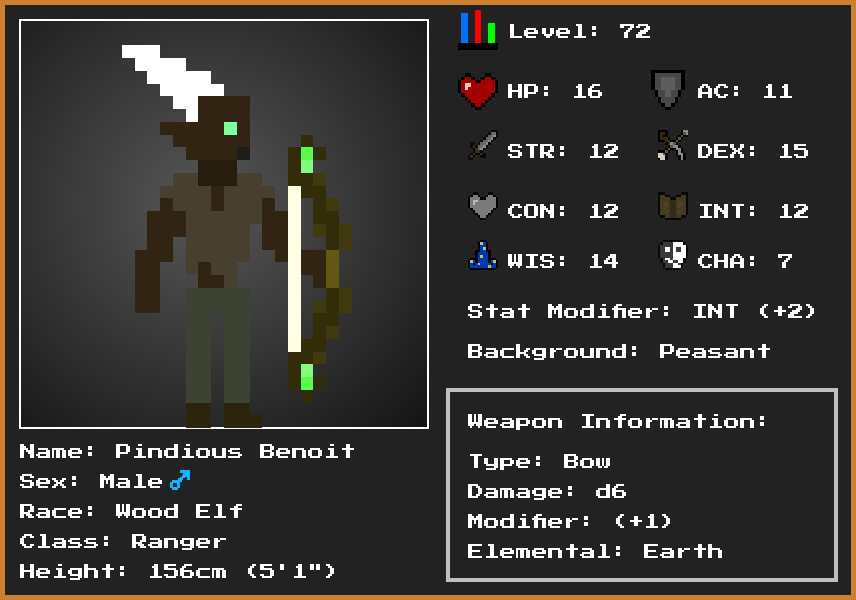 Level: 72
HP: 16 AC: 11
STR: 12 DEX: 15
CON: 12 INT: 12
WIS: 14 CHA: 7
Stat Modifier: INT (+2)
Background: Peasant
Weapon Information:
Type: Bow
Damage: d6
Modifier: (+1)
Elemental: Earth
Name: Pindious Benoit
Sex: Male♂
Race: Wood Elf
Class: Ranger
Height: 156cm (5'1")